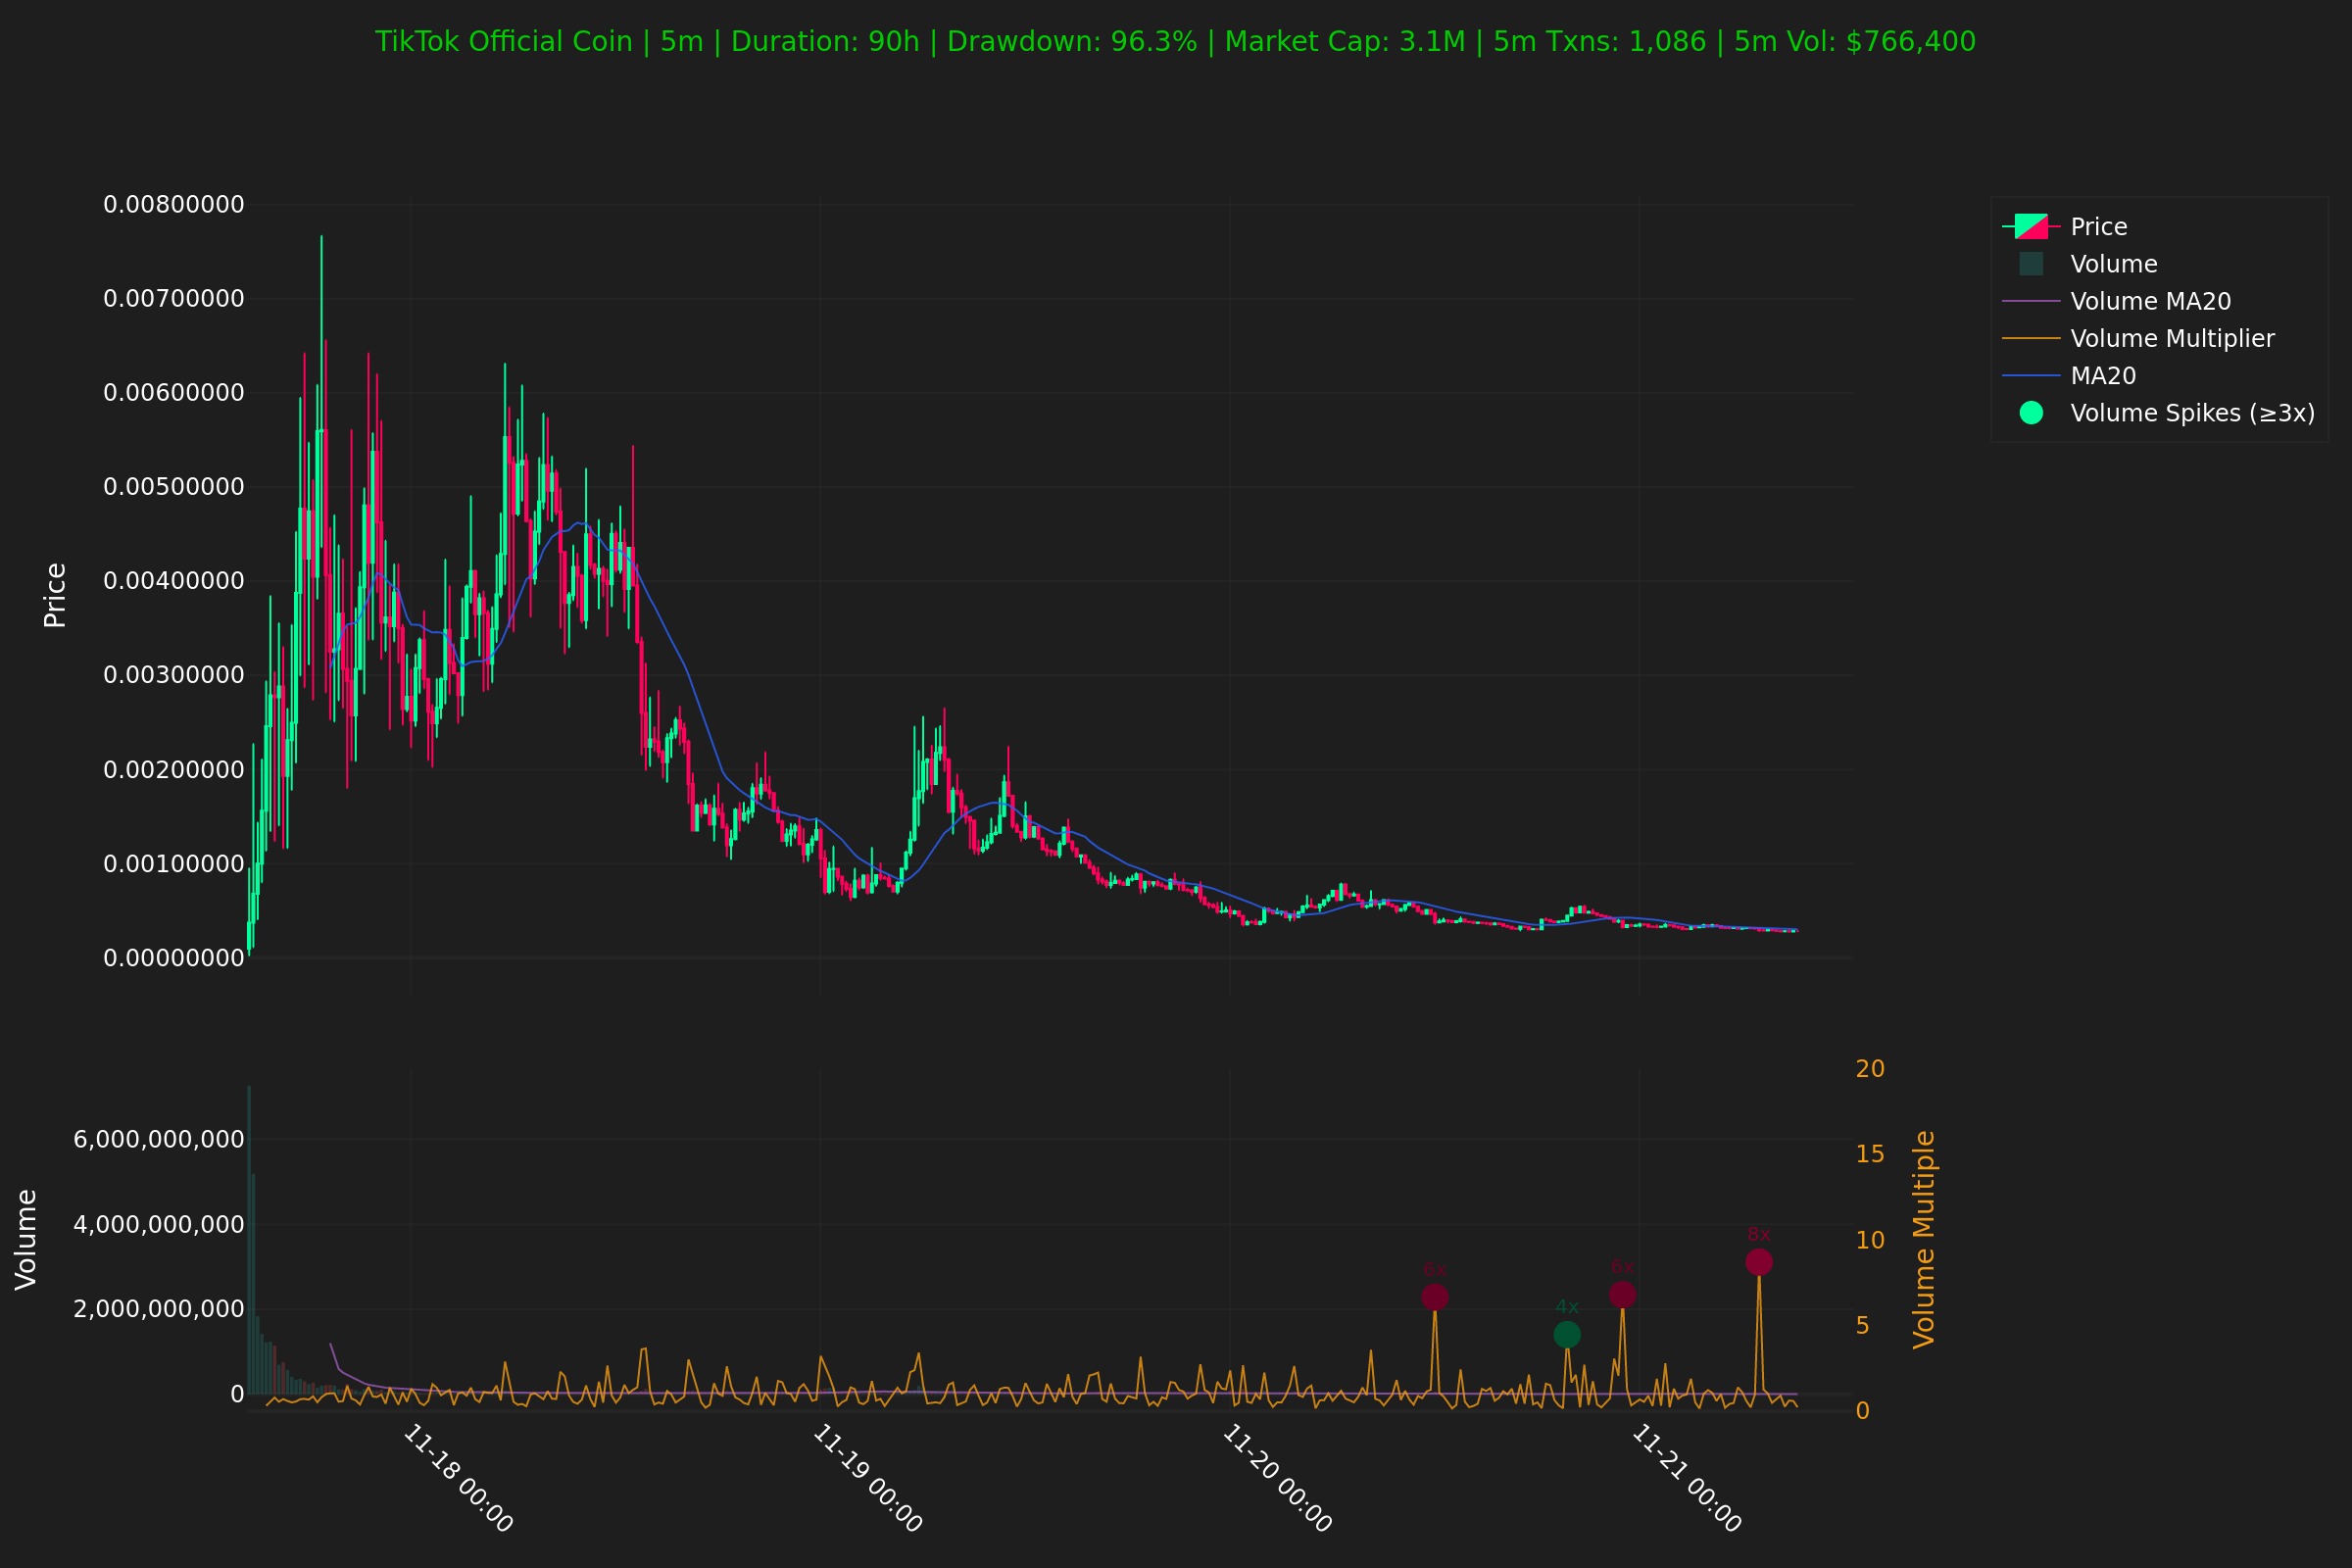 TikTok Official Coin | 5m | Duration: 90h | Drawdown: 96.3% | Market Cap: 3.1M | 5m Txns: 1,086 | 5m Vol: $766,400
0.00800000
0.00700000
0.00600000
0.00500000
0.00400000
0.00300000
0.00200000
0.00100000
0.00000000
Price
Price
Volume
Volume MA20
Volume Multiplier
MA20
Volume Spikes (≥3x)
6,000,000,000
4,000,000,000
2,000,000,000
0
Volume
6x
4x
6x
8x
20
15
10
5
0
Volume Multiple
11-18 00:00
11-19 00:00
11-20 00:00
11-21 00:00